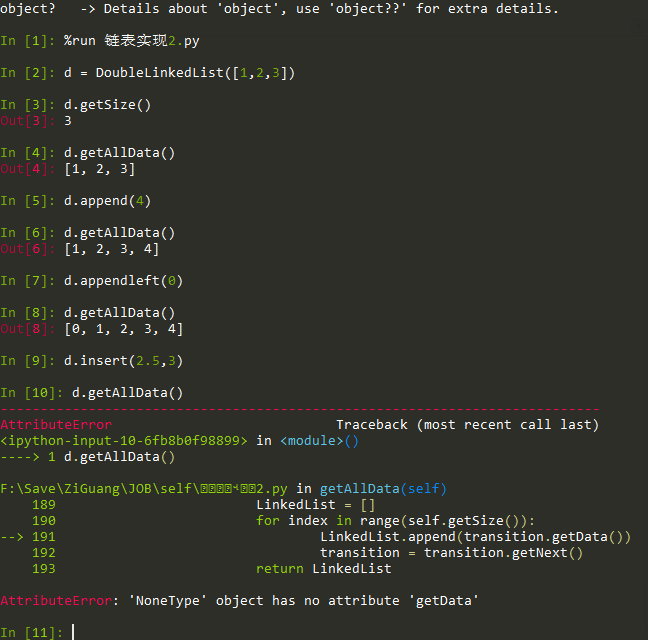 object?   -> Details about 'object', use 'object??' for extra details.
In [1]: %run 链表实现2.py
In [2]: d = DoubleLinkedList([1,2,3])
In [3]: d.getSize()
Out[3]: 3
In [4]: d.getAllData()
Out[4]: [1, 2, 3]
In [5]: d.append(4)
In [6]: d.getAllData()
Out[6]: [1, 2, 3, 4]
In [7]: d.appendleft(0)
In [8]: d.getAllData()
Out[8]: [0, 1, 2, 3, 4]
In [9]: d.insert(2.5,3)
In [10]: d.getAllData()
---------------------------------------------------------------------------
AttributeError                            Traceback (most recent call last)
<ipython-input-10-6fb8b0f98899> in <module>()
----> 1 d.getAllData()
F:\Save\ZiGuang\JOB\self\2.py in getAllData(self)
    189                         LinkedList = []
    190                         for index in range(self.getSize()):
--> 191                                 LinkedList.append(transition.getData())
    192                                 transition = transition.getNext()
    193                         return LinkedList
AttributeError: 'NoneType' object has no attribute 'getData'
In [11]: